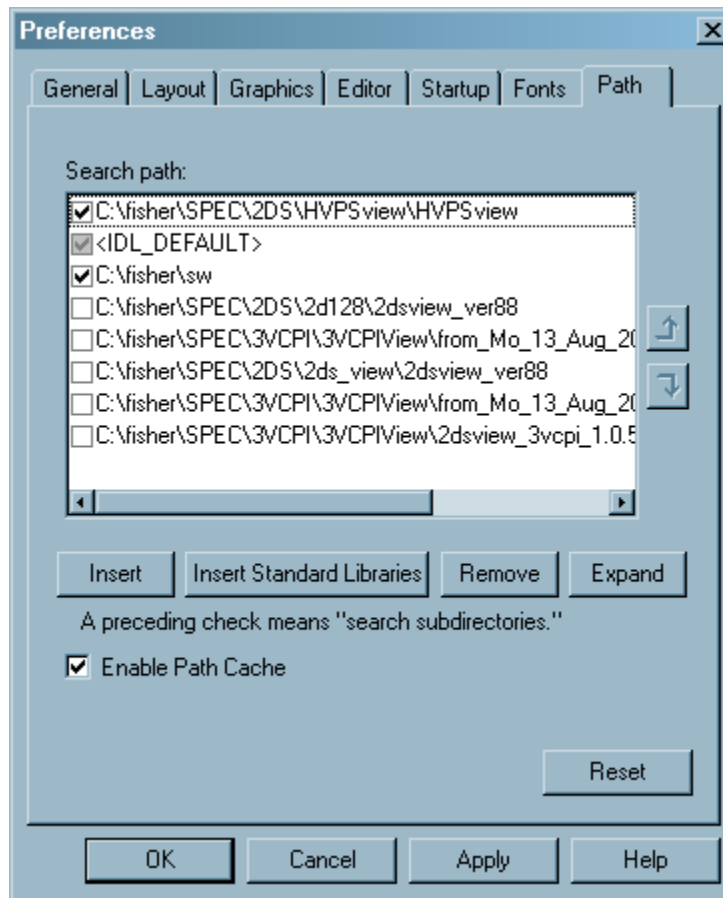 Preferences
General Layout Graphics Editor Startup Fonts Path
Search path:
C:\fisher\SPEC\2DS\HVPSview\HVPSview
<IDL_DEFAULT>
C:\fisher\sw
C:\fisher\SPEC\2DS\2d128\2dsview_ver88
C:\fisher\SPEC\3VCPI\3VCPIView\from_Mo_13_Aug_20
C:\fisher\SPEC\2DS\2ds_view\2dsview_ver88
C:\fisher\SPEC\3VCPI\3VCPIView\from_Mo_13_Aug_20
C:\fisher\SPEC\3VCPI\3VCPIView\2dsview_3vcpi_1.0.5
Insert Insert Standard Libraries Remove Expand
A preceding check means "search subdirectories."
Enable Path Cache
Reset
OK Cancel Apply Help